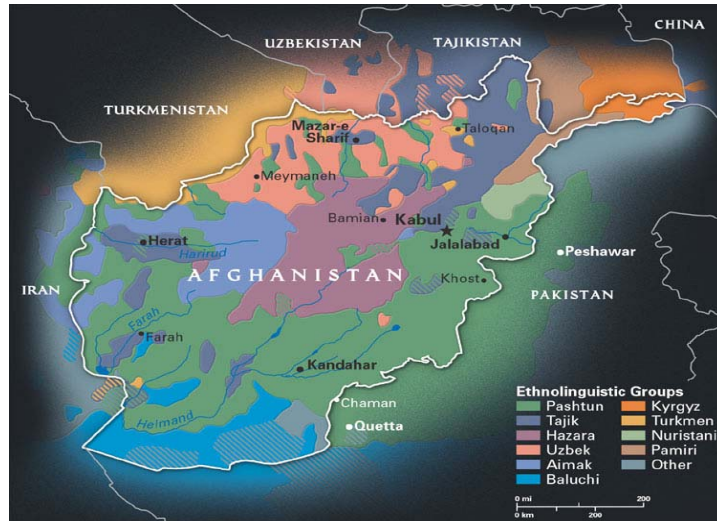 CHINA
UZBEKISTAN
TAJIKISTAN
TURKMENISTAN
Mazar-e
Sharif
Taloqan
Meymaneh
Bamian
Kabul
Herat
Jalalabad
Harirud
Peshawar
AFGHANISTAN
Khost
IRAN
PAKISTAN
Farah
Farah
Kandahar
Chaman
Helmand
Quetta
Ethnolinguistic Groups
Pashtun
Tajik
Hazara
Uzbek
Aimak
Baluchi
Kyrgyz
Turkmen
Nuristani
Pamiri
Other
0 mi 200
0 km 200